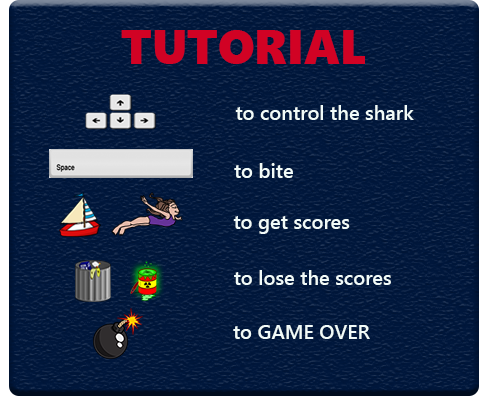 TUTORIAL
to control the shark
Space
to bite
to get scores
to lose the scores
to GAME OVER